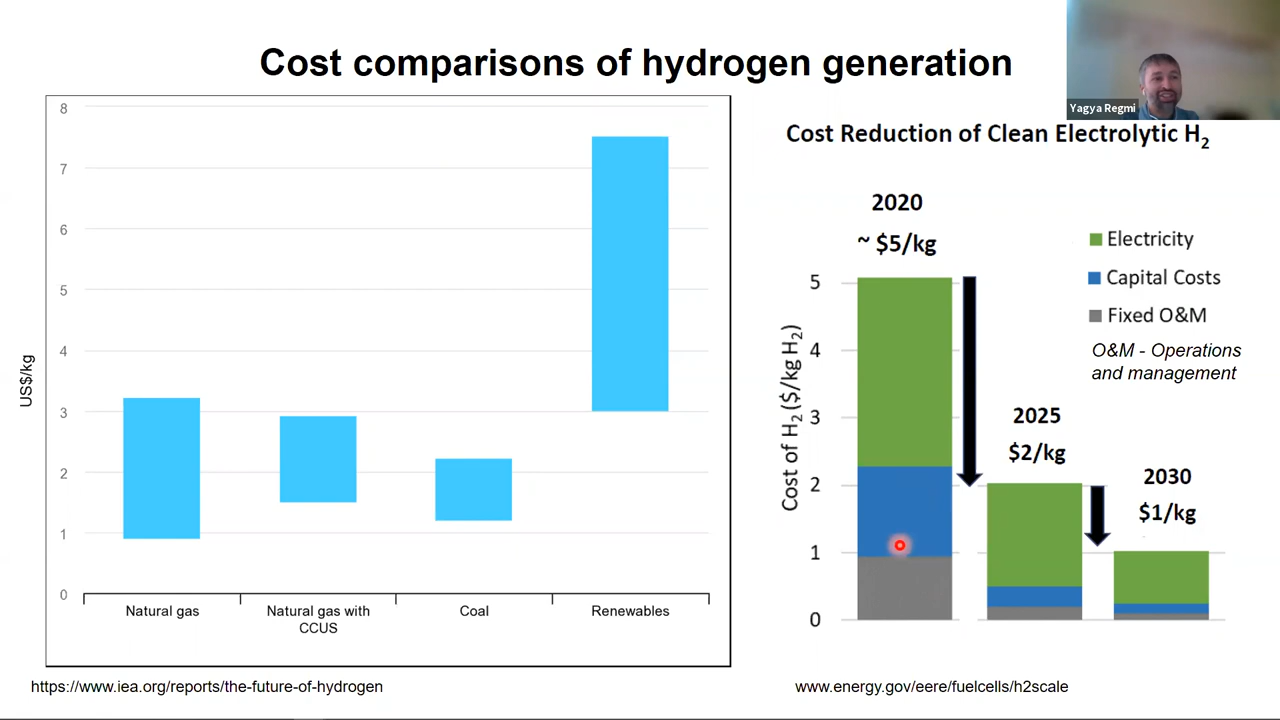 Cost comparisons of hydrogen generation
Yagya Regmi
8
7
6
5
4
3
2
1
0
US$/kg
Natural gas
Natural gas with
CCUS
Coal
Renewables
https://www.iea.org/reports/the-future-of-hydrogen
Cost Reduction of Clean Electrolytic H₂
2020
~ $5/kg
Electricity
Capital Costs
Fixed O&M
O&M - Operations
and management
5
4
3
2
1
0
Cost of H₂ ($/kg H₂)
2025
$2/kg
2030
$1/kg
www.energy.gov/eere/fuelcells/h2scale